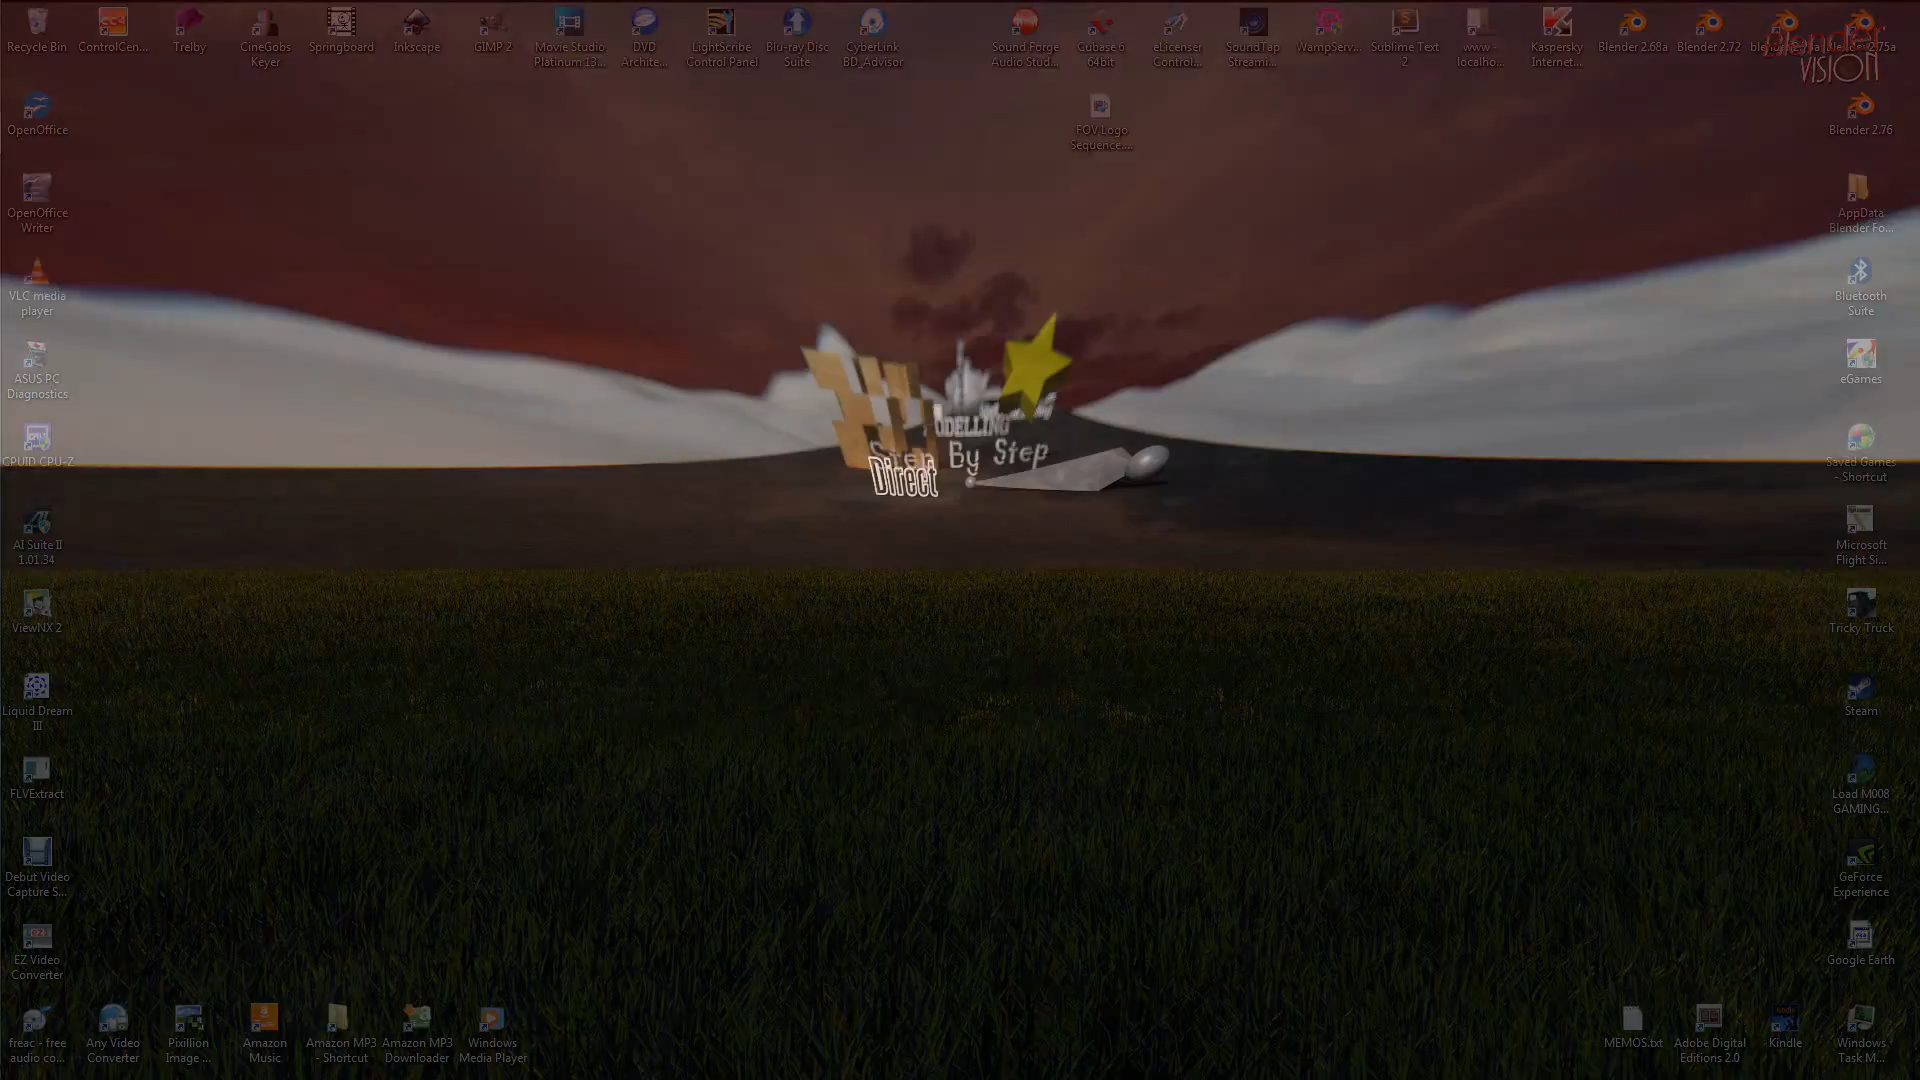 Recycle Bin
ControlCen...
Trelby
CineGobs
Keyer
Springboard
Inkscape
GIMP 2
Movie Studio
Platinum 13...
DVD
Archite...
LightScribe
Control Panel
Blu-ray Disc
Suite
CyberLink
BD_Advisor
Sound Forge
Audio Stud...
Cubase 6
64bit
eLicenser
Control...
SoundTap
Streami...
WampServ...
Sublime Text
2
www -
localho...
Kaspersky
Internet...
Blender 2.68a
Blender 2.72
blender
VISION
OpenOffice
FOV Logo
Sequence....
Blender 2.76
OpenOffice
Writer
AppData
Blender Fo...
VLC media
player
Bluetooth
Suite
ASUS PC
Diagnostics
eGames
CPUID CPU-Z
ODELLING
Step By Step
Direct
Saved Games
- Shortcut
AI Suite II
1.01.34
Microsoft
Flight Si...
ViewNX 2
Tricky Truck
Liquid Dream
III
Steam
FLVExtract
Load M008
GAMING...
Debut Video
Capture S...
GeForce
Experience
EZ Video
Converter
Google Earth
freac - free
audio co...
Any Video
Converter
Pixillion
Image ...
Amazon
Music
Amazon MP3
- Shortcut
Amazon MP3
Downloader
Windows
Media Player
MEMOS.txt
Adobe Digital
Editions 2.0
Kindle
Windows
Task M...